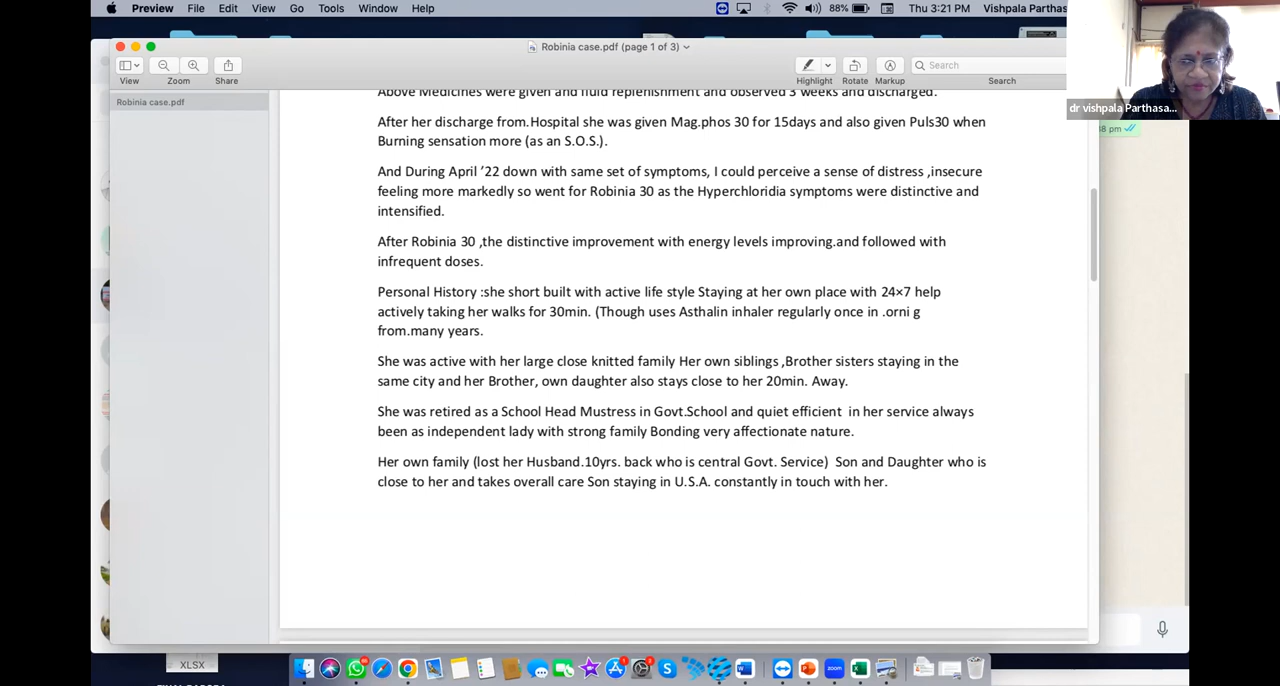 Preview File Edit View Go Tools Window Help 88% Thu 3:21 PM Vishpala Parthas
Robinia case.pdf (page 1 of 3)
View Zoom Share Highlight Rotate Markup Search
Search
dr vishpala Parthasa...
Robinia case.pdf
Above Medicines were given and fluid replenishment and observed 3 weeks and discharged.
After her discharge from.Hospital she was given Mag.phos 30 for 15days and also given Puls30 when
Burning sensation more (as an S.O.S.).
And During April ’22 down with same set of symptoms, I could perceive a sense of distress ,insecure
feeling more markedly so went for Robinia 30 as the Hyperchloridia symptoms were distinctive and
intensified.
After Robinia 30 ,the distinctive improvement with energy levels improving.and followed with
infrequent doses.
Personal History :she short built with active life style Staying at her own place with 24×7 help
actively taking her walks for 30min. (Though uses Asthalin inhaler regularly once in .orni g
from.many years.
She was active with her large close knitted family Her own siblings ,Brother sisters staying in the
same city and her Brother, own daughter also stays close to her 20min. Away.
She was retired as a School Head Mustress in Govt.School and quiet efficient in her service always
been as independent lady with strong family Bonding very affectionate nature.
Her own family (lost her Husband.10yrs. back who is central Govt. Service) Son and Daughter who is
close to her and takes overall care Son staying in U.S.A. constantly in touch with her.
XLSX
zoom